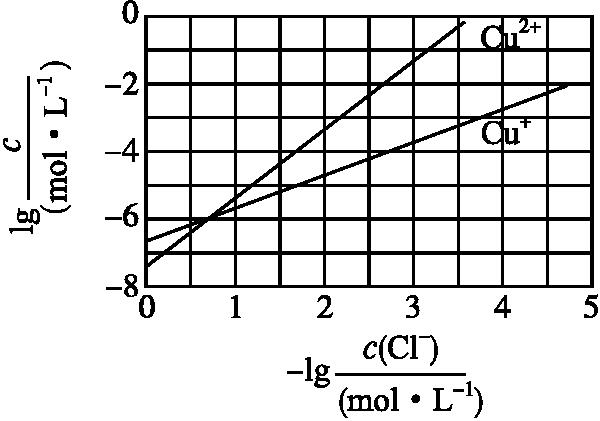 lg c/(mol·L⁻¹)
0
−2
−4
−6
−8
Cu²⁺
Cu⁺
0 1 2 3 4 5
−lg c(Cl⁻)/(mol·L⁻¹)